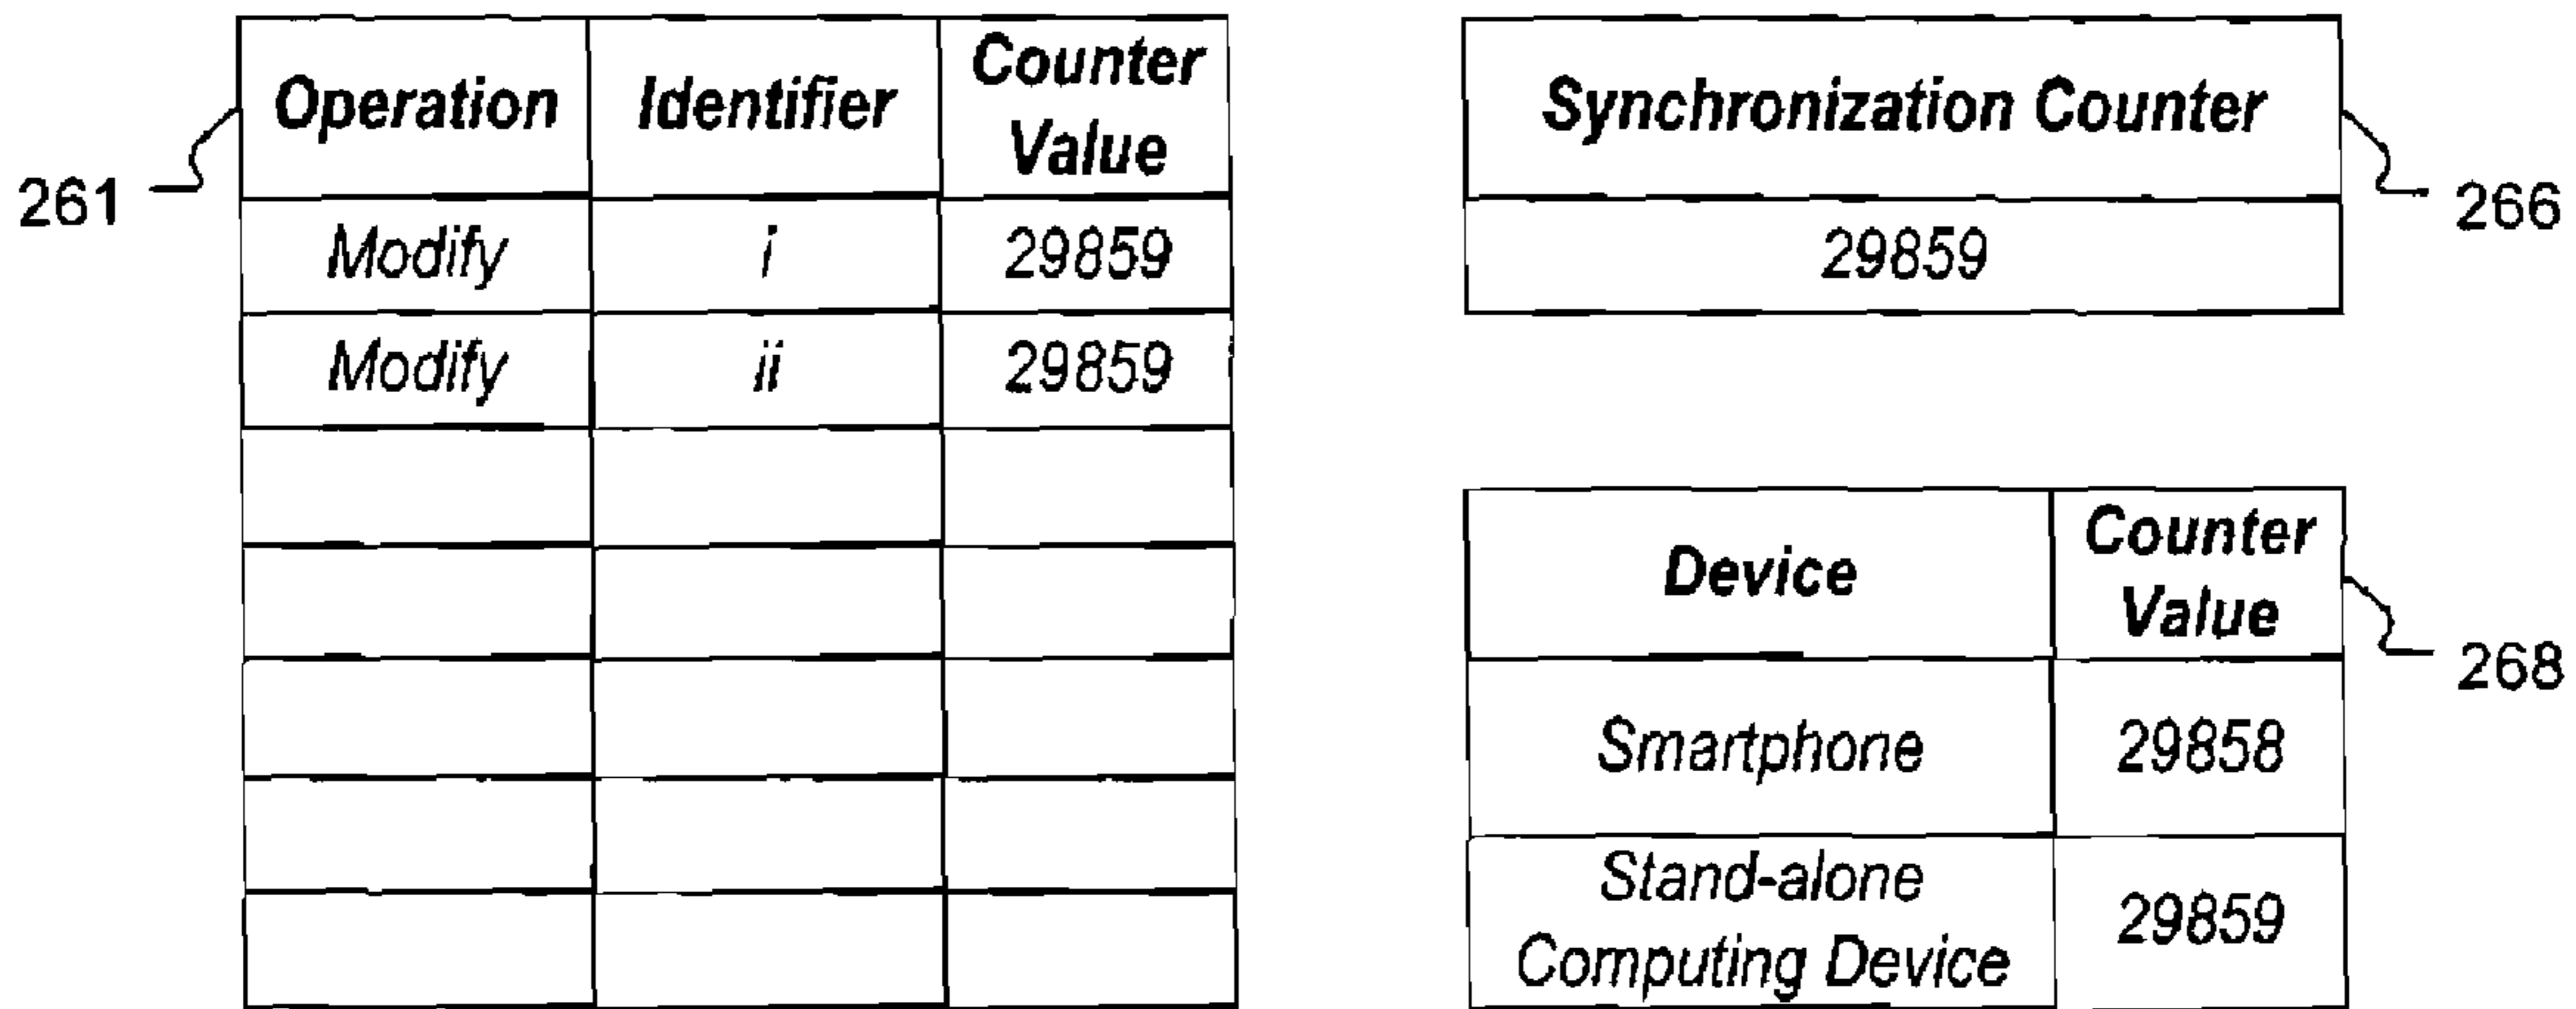 Operation Identifier Counter Value
Modify i 29859
Modify ii 29859
261
Synchronization Counter
29859
266
Device Counter Value
Smartphone 29858
Stand-alone Computing Device 29859
268